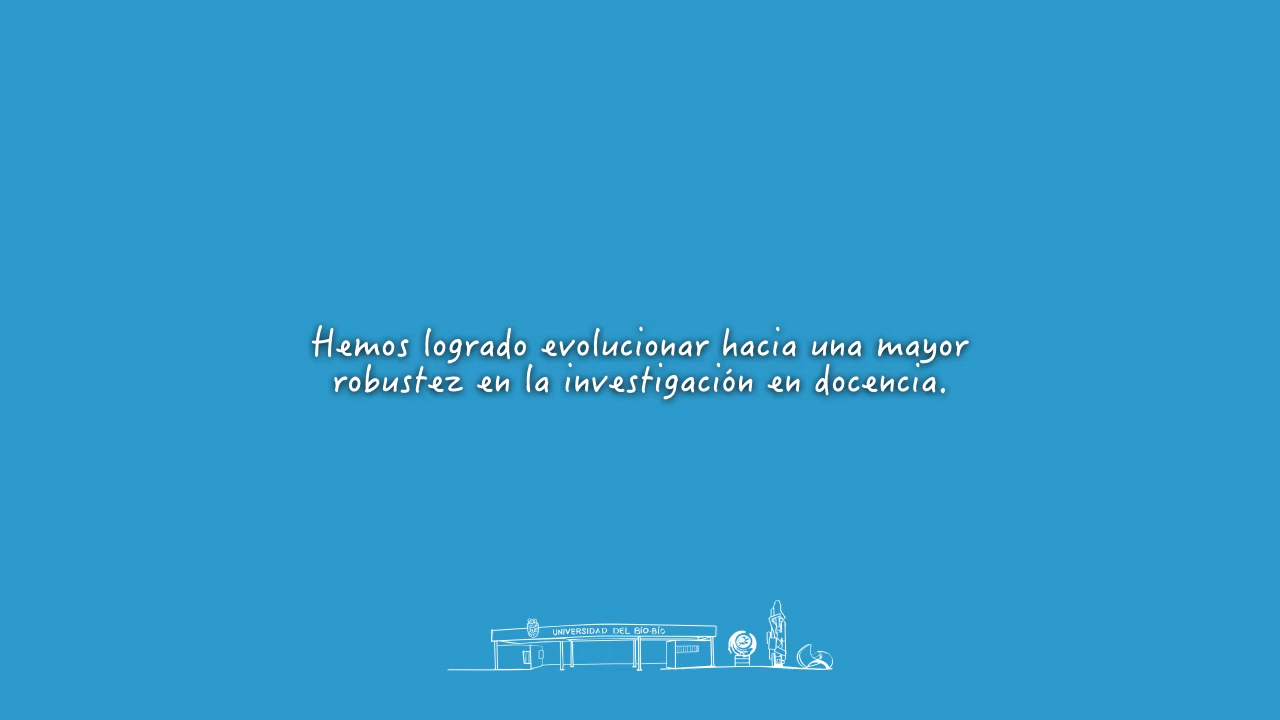 Hemos logrado evolucionar hacia una mayor
robustez en la investigación en docencia.
UNIVERSIDAD DEL BÍO-BÍO